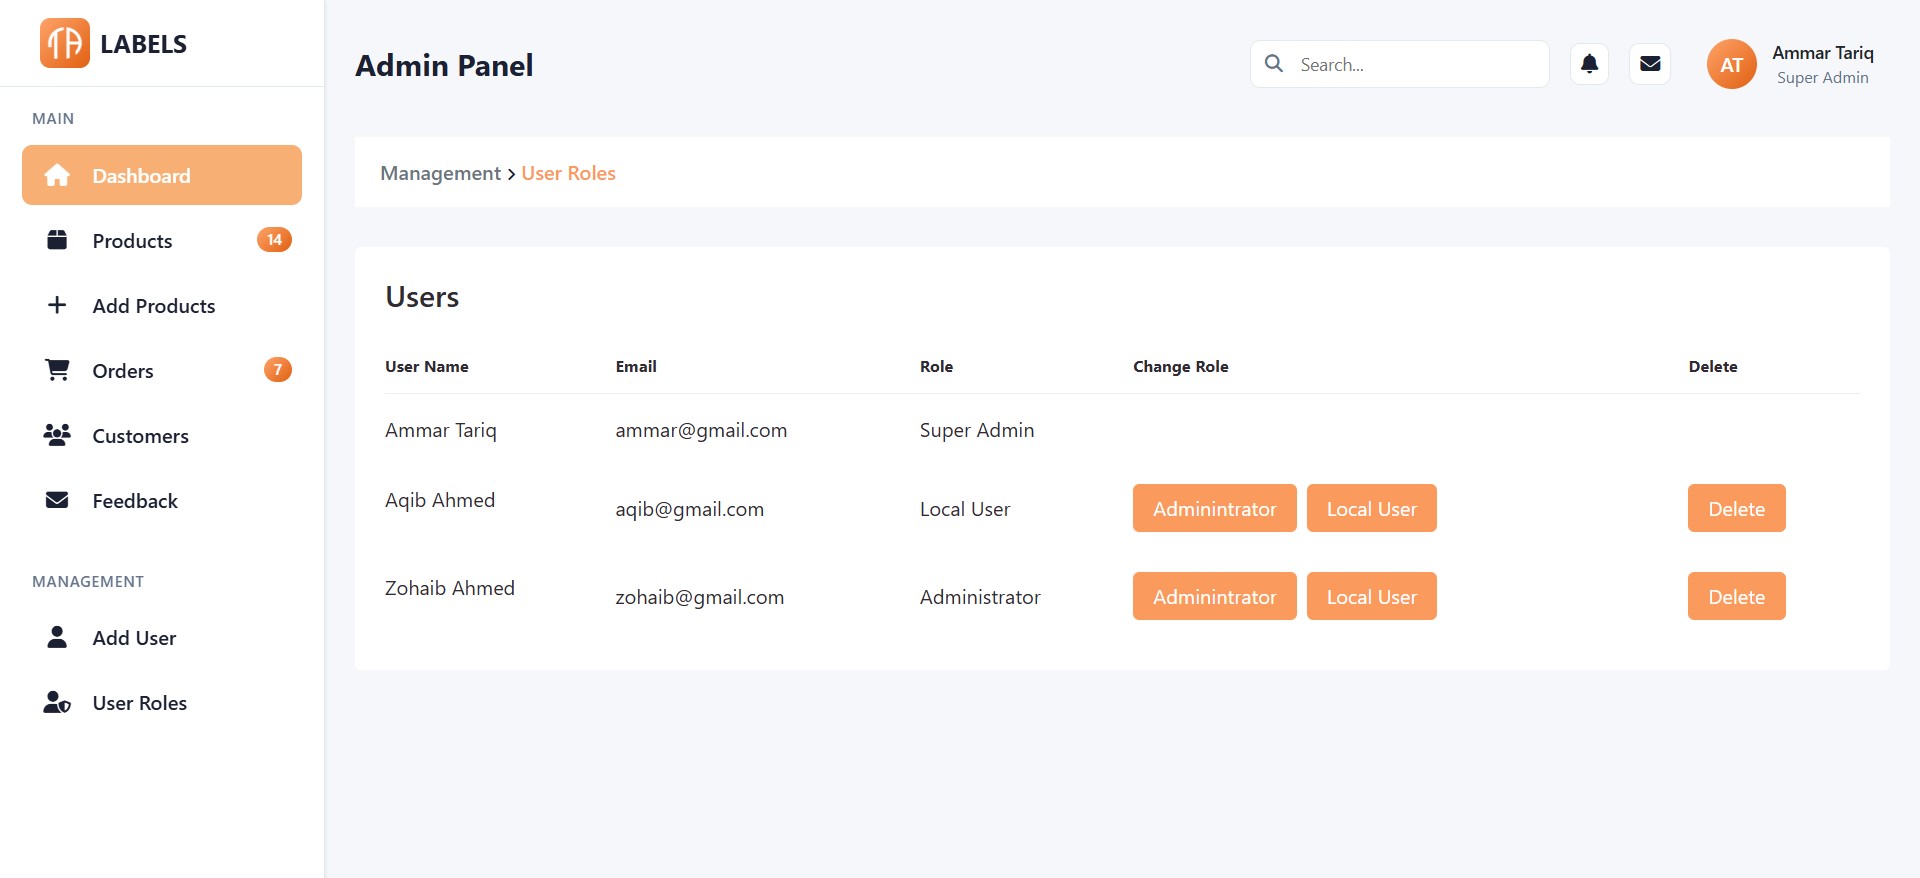 TA LABELS
MAIN
Dashboard
Products 14
Add Products
Orders 7
Customers
Feedback
MANAGEMENT
Add User
User Roles
Admin Panel
Search...
AT
Ammar Tariq
Super Admin
Management > User Roles
Users
User Name Email Role Change Role Delete
Ammar Tariq ammar@gmail.com Super Admin
Aqib Ahmed aqib@gmail.com Local User Adminintrator Local User Delete
Zohaib Ahmed zohaib@gmail.com Administrator Adminintrator Local User Delete